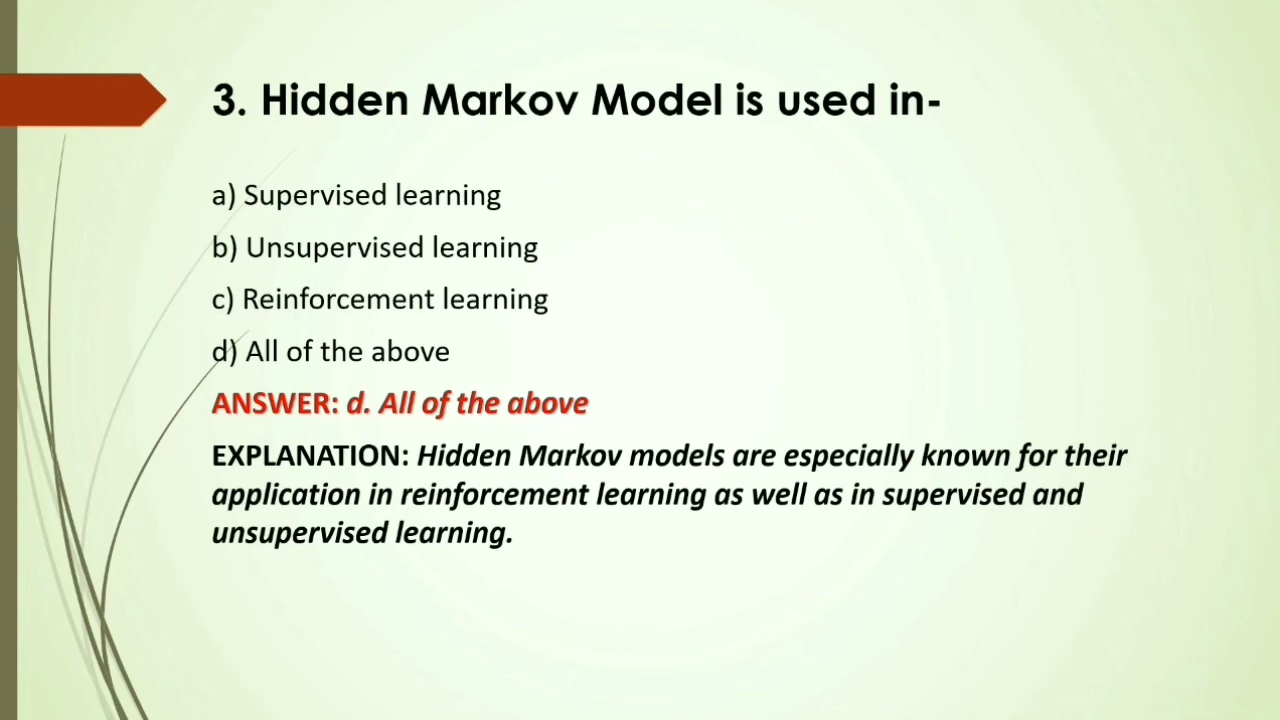 3. Hidden Markov Model is used in-
a) Supervised learning
b) Unsupervised learning
c) Reinforcement learning
d) All of the above
ANSWER: d. All of the above
EXPLANATION: Hidden Markov models are especially known for their
application in reinforcement learning as well as in supervised and
unsupervised learning.